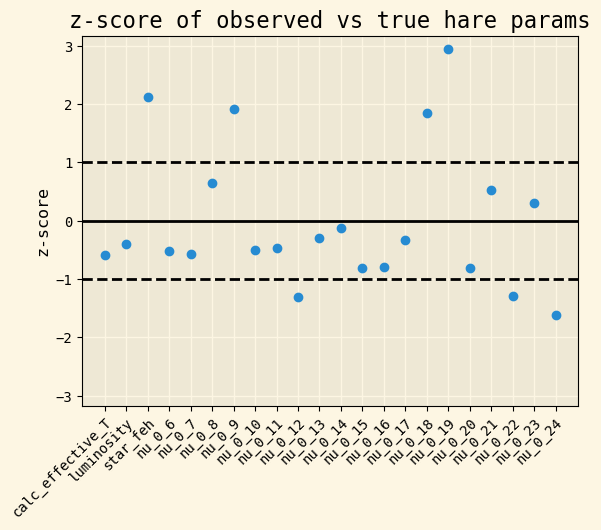 z-score of observed vs true hare params
z-score
3
2
1
0
−1
−2
−3
calc_effective_T
luminosity
star_feh
nu_0_6
nu_0_7
nu_0_8
nu_0_9
nu_0_10
nu_0_11
nu_0_12
nu_0_13
nu_0_14
nu_0_15
nu_0_16
nu_0_17
nu_0_18
nu_0_19
nu_0_20
nu_0_21
nu_0_22
nu_0_23
nu_0_24